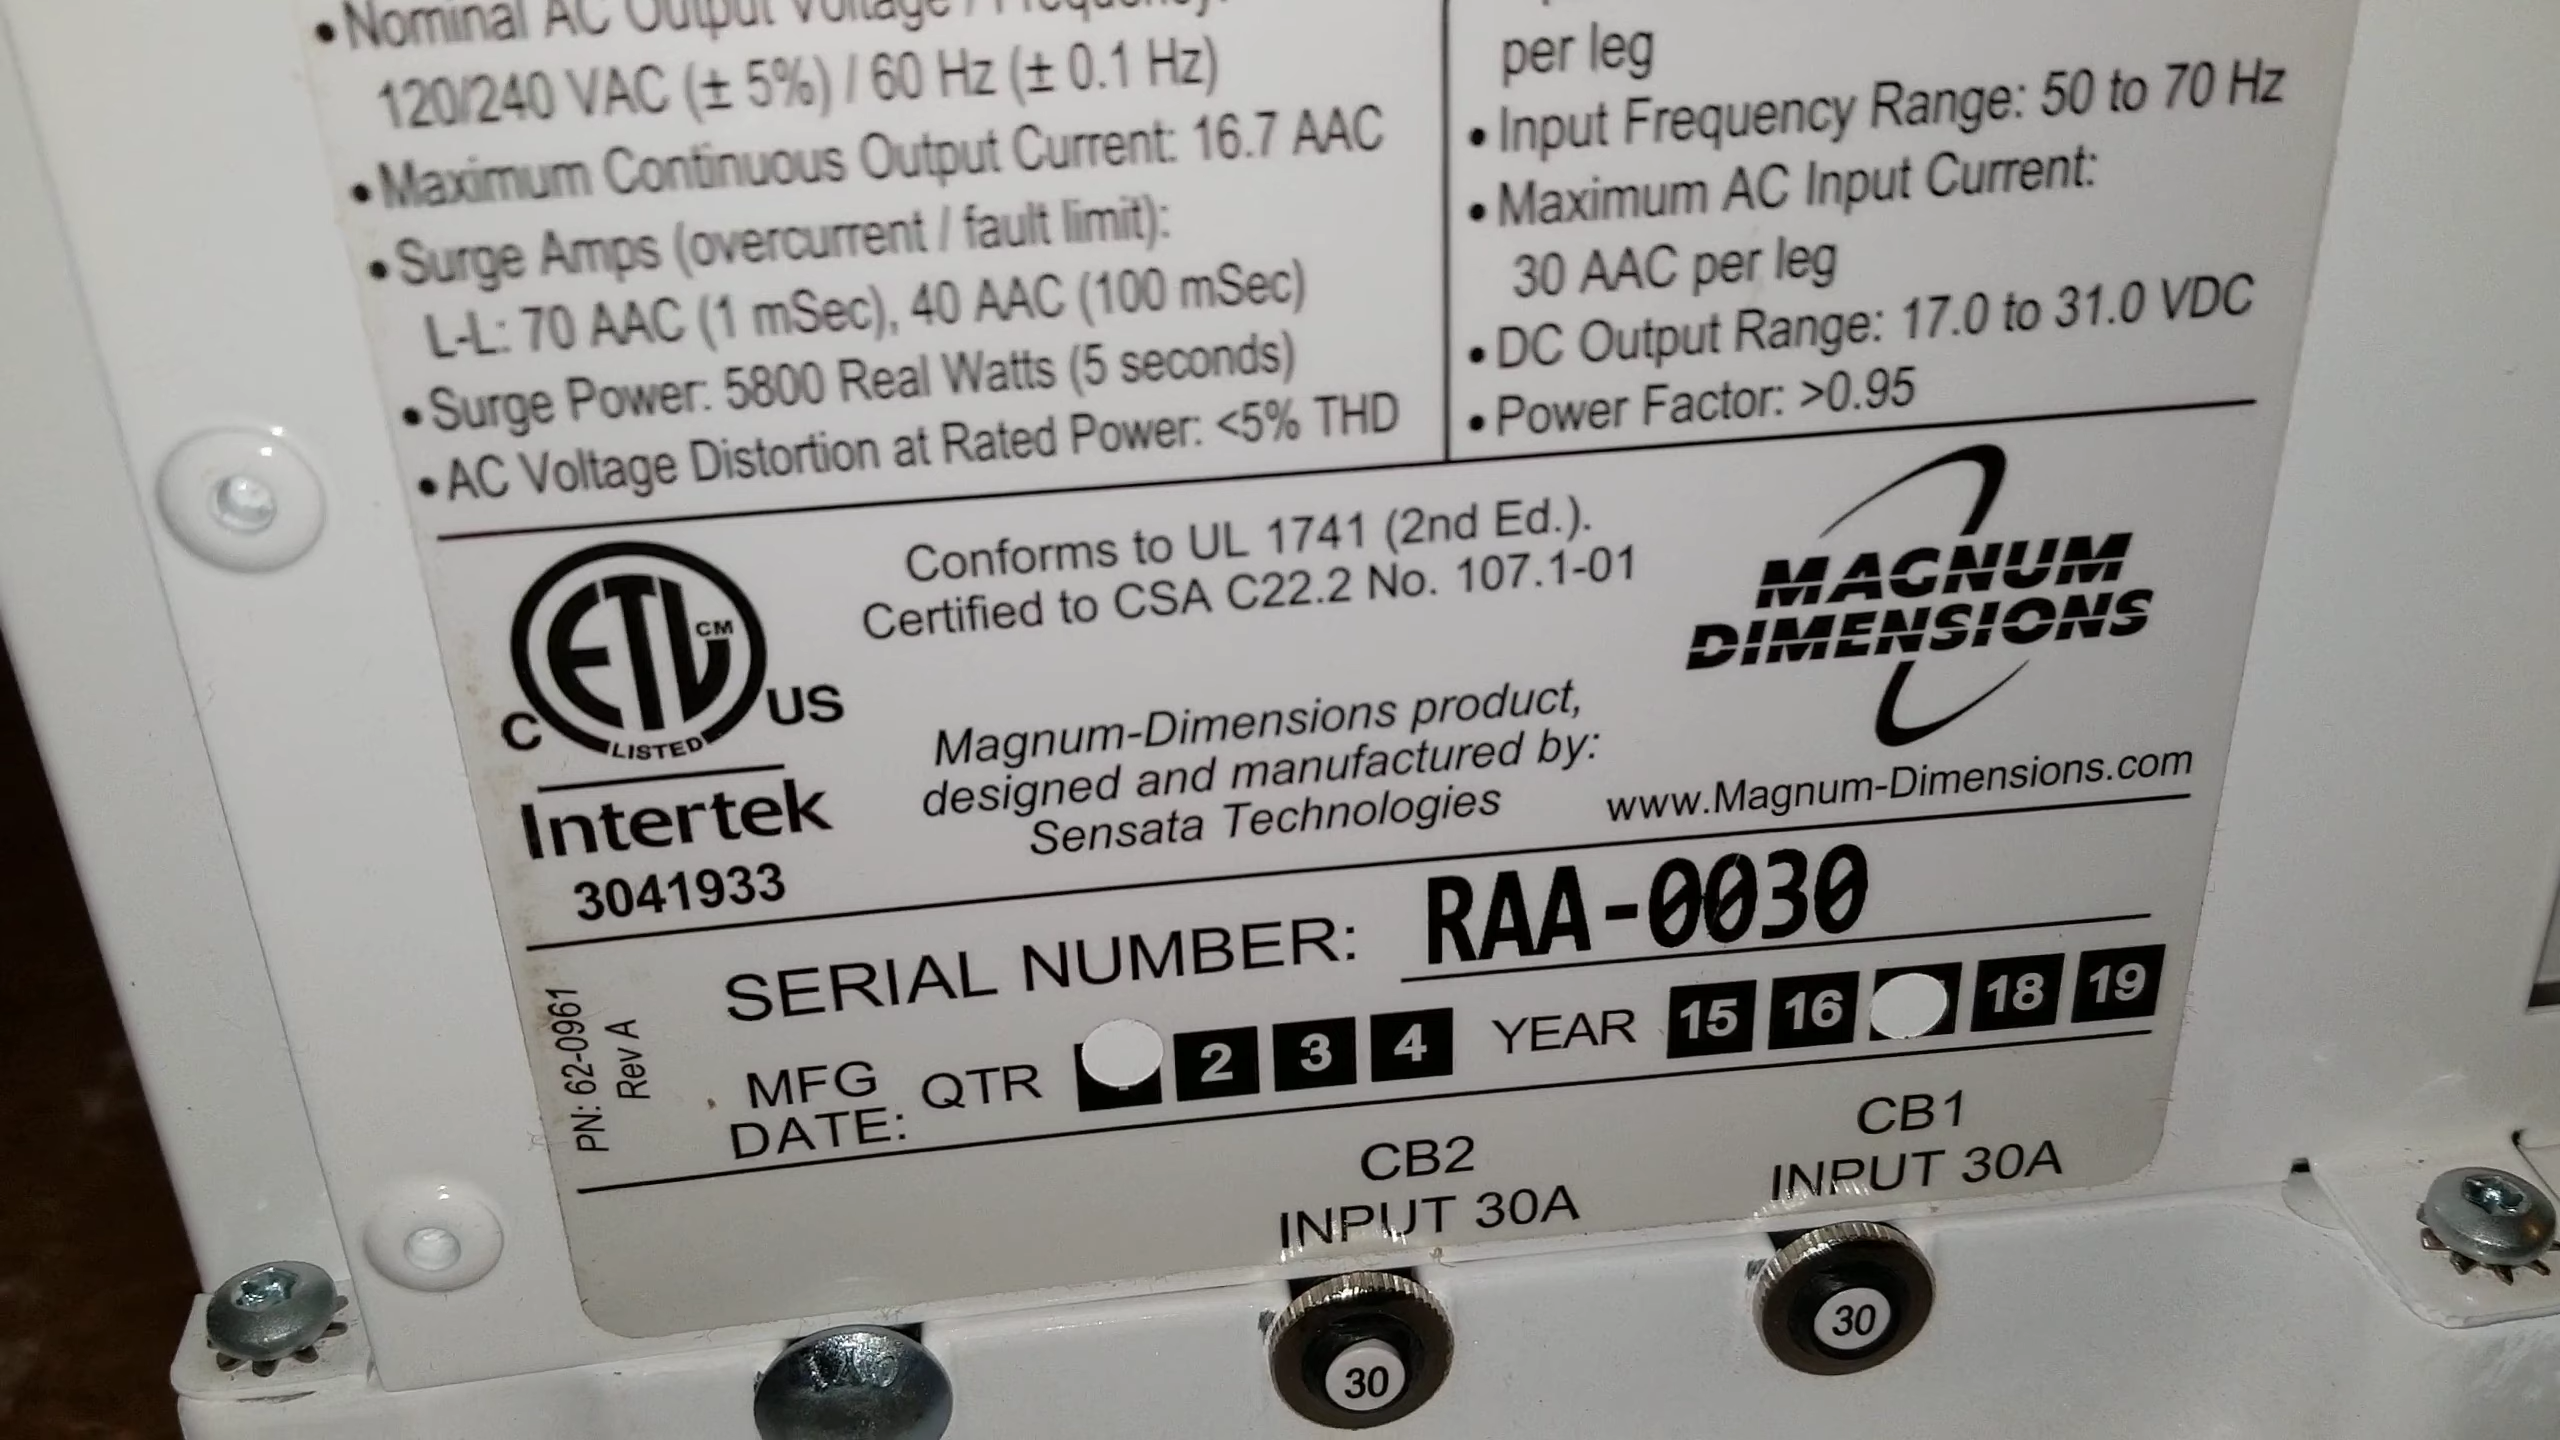 • Nominal AC Output Voltage / Frequency:
120/240 VAC (± 5%) / 60 Hz (± 0.1 Hz)
• Maximum Continuous Output Current: 16.7 AAC
• Surge Amps (overcurrent / fault limit):
L-L: 70 AAC (1 mSec), 40 AAC (100 mSec)
• Surge Power: 5800 Real Watts (5 seconds)
• AC Voltage Distortion at Rated Power: <5% THD
per leg
• Input Frequency Range: 50 to 70 Hz
• Maximum AC Input Current:
30 AAC per leg
• DC Output Range: 17.0 to 31.0 VDC
• Power Factor: >0.95
ETL CM
C US
LISTED
Intertek
3041933
Conforms to UL 1741 (2nd Ed.).
Certified to CSA C22.2 No. 107.1-01
Magnum-Dimensions product,
designed and manufactured by:
Sensata Technologies
MAGNUM
DIMENSIONS
www.Magnum-Dimensions.com
SERIAL NUMBER: RAA-0030
MFG
DATE: QTR 2 3 4 YEAR 15 16 18 19
PN: 62-0961
Rev A
CB2
INPUT 30A
CB1
INPUT 30A
30
30